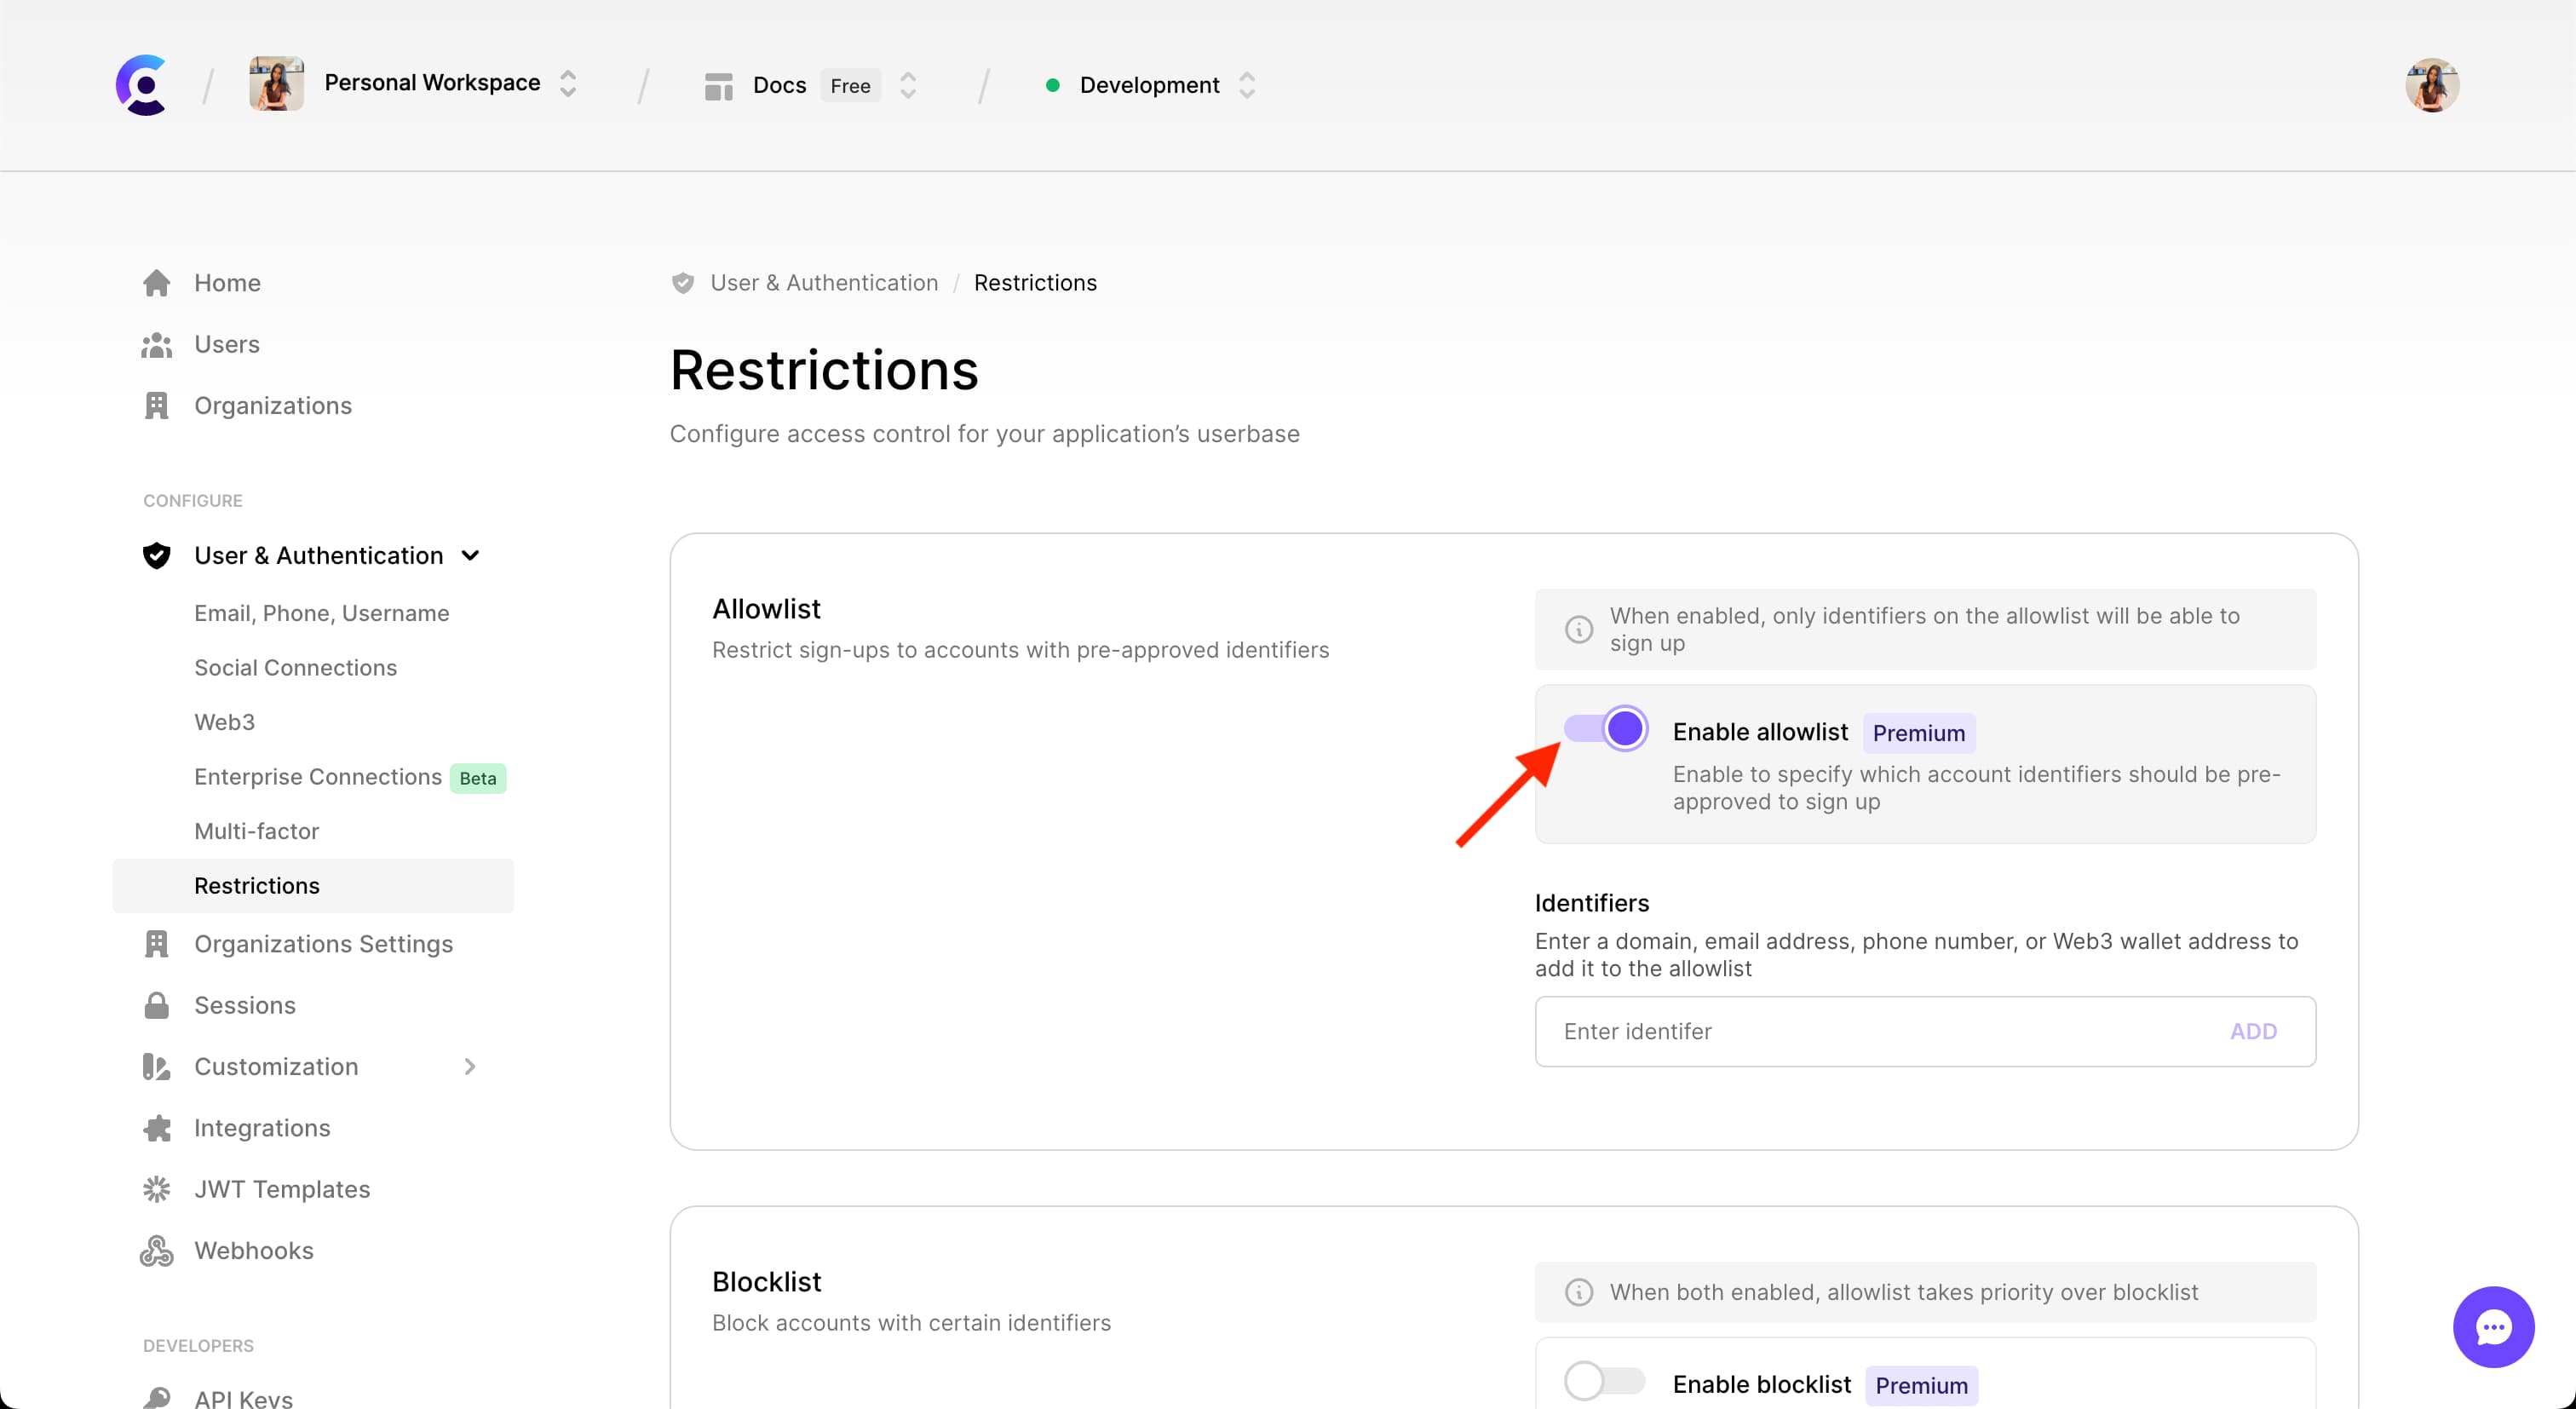 Personal Workspace
Docs Free
Development
Home
Users
Organizations
CONFIGURE
User & Authentication
Email, Phone, Username
Social Connections
Web3
Enterprise Connections Beta
Multi-factor
Restrictions
Organizations Settings
Sessions
Customization
Integrations
JWT Templates
Webhooks
DEVELOPERS
API Keys
User & Authentication / Restrictions
Restrictions
Configure access control for your application’s userbase
Allowlist
Restrict sign-ups to accounts with pre-approved identifiers
When enabled, only identifiers on the allowlist will be able to
sign up
Enable allowlist Premium
Enable to specify which account identifiers should be pre-
approved to sign up
Identifiers
Enter a domain, email address, phone number, or Web3 wallet address to
add it to the allowlist
Enter identifer ADD
Blocklist
Block accounts with certain identifiers
When both enabled, allowlist takes priority over blocklist
Enable blocklist Premium